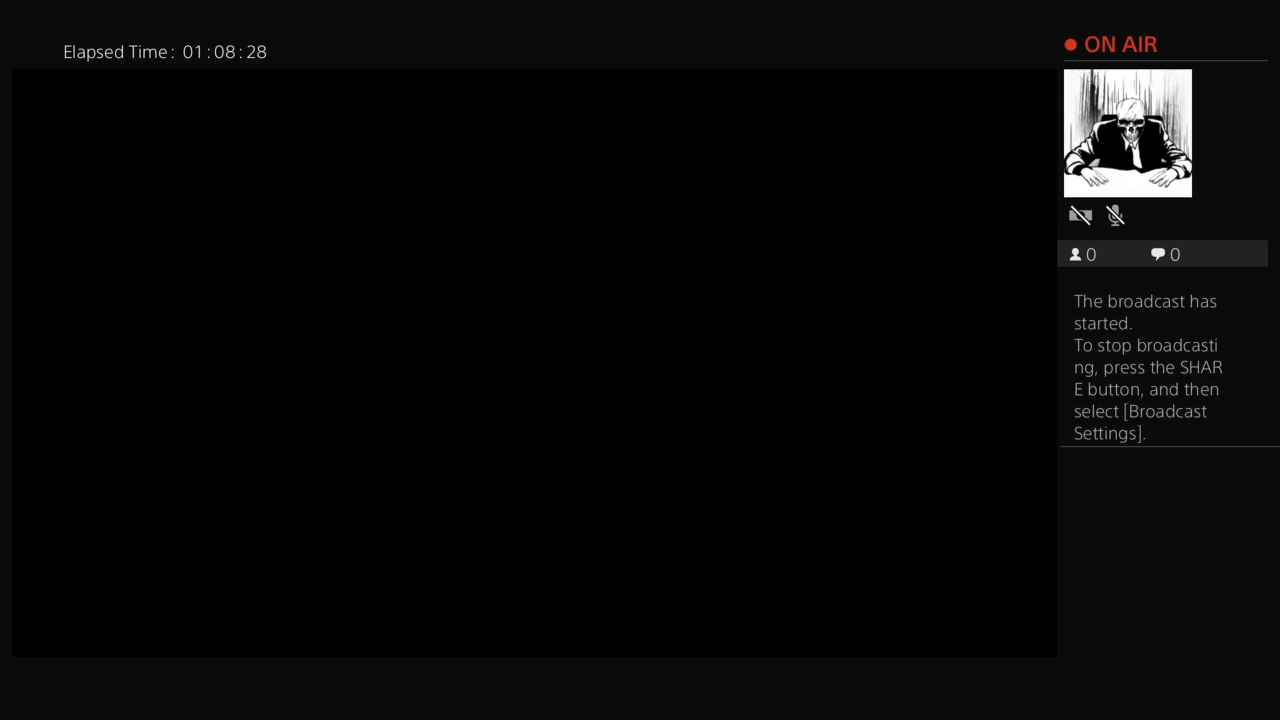 Elapsed Time: 01:08:28
ON AIR
0 0
The broadcast has
started.
To stop broadcasti
ng, press the SHAR
E button, and then
select [Broadcast
Settings].